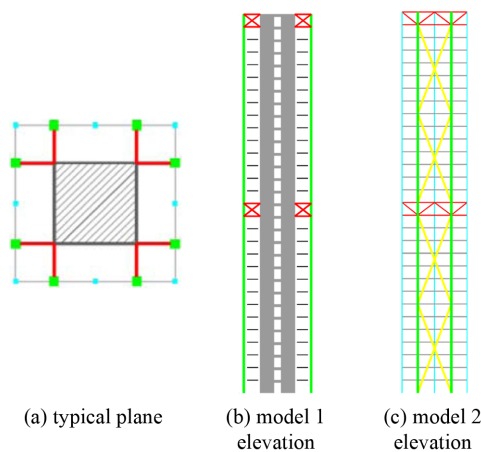 (a) typical plane
(b) model 1
elevation
(c) model 2
elevation